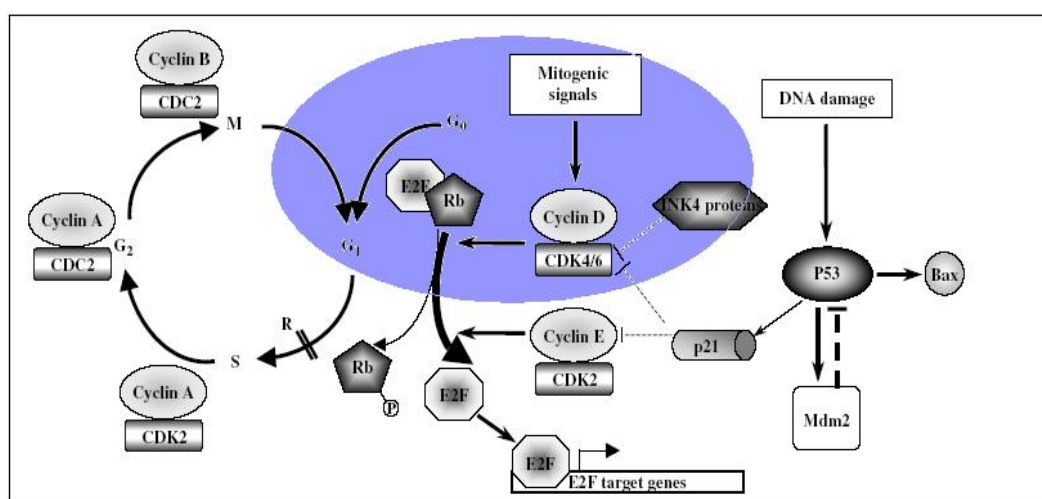 Cyclin B
CDC2
M
G0
Mitogenic
signals
DNA damage
E2F
Rb
Cyclin D
CDK4/6
INK4 proteins
Cyclin A
CDC2
G2
G1
P53
Bax
R
S
Rb
P
Cyclin E
CDK2
p21
Mdm2
Cyclin A
CDK2
E2F
E2F
E2F target genes